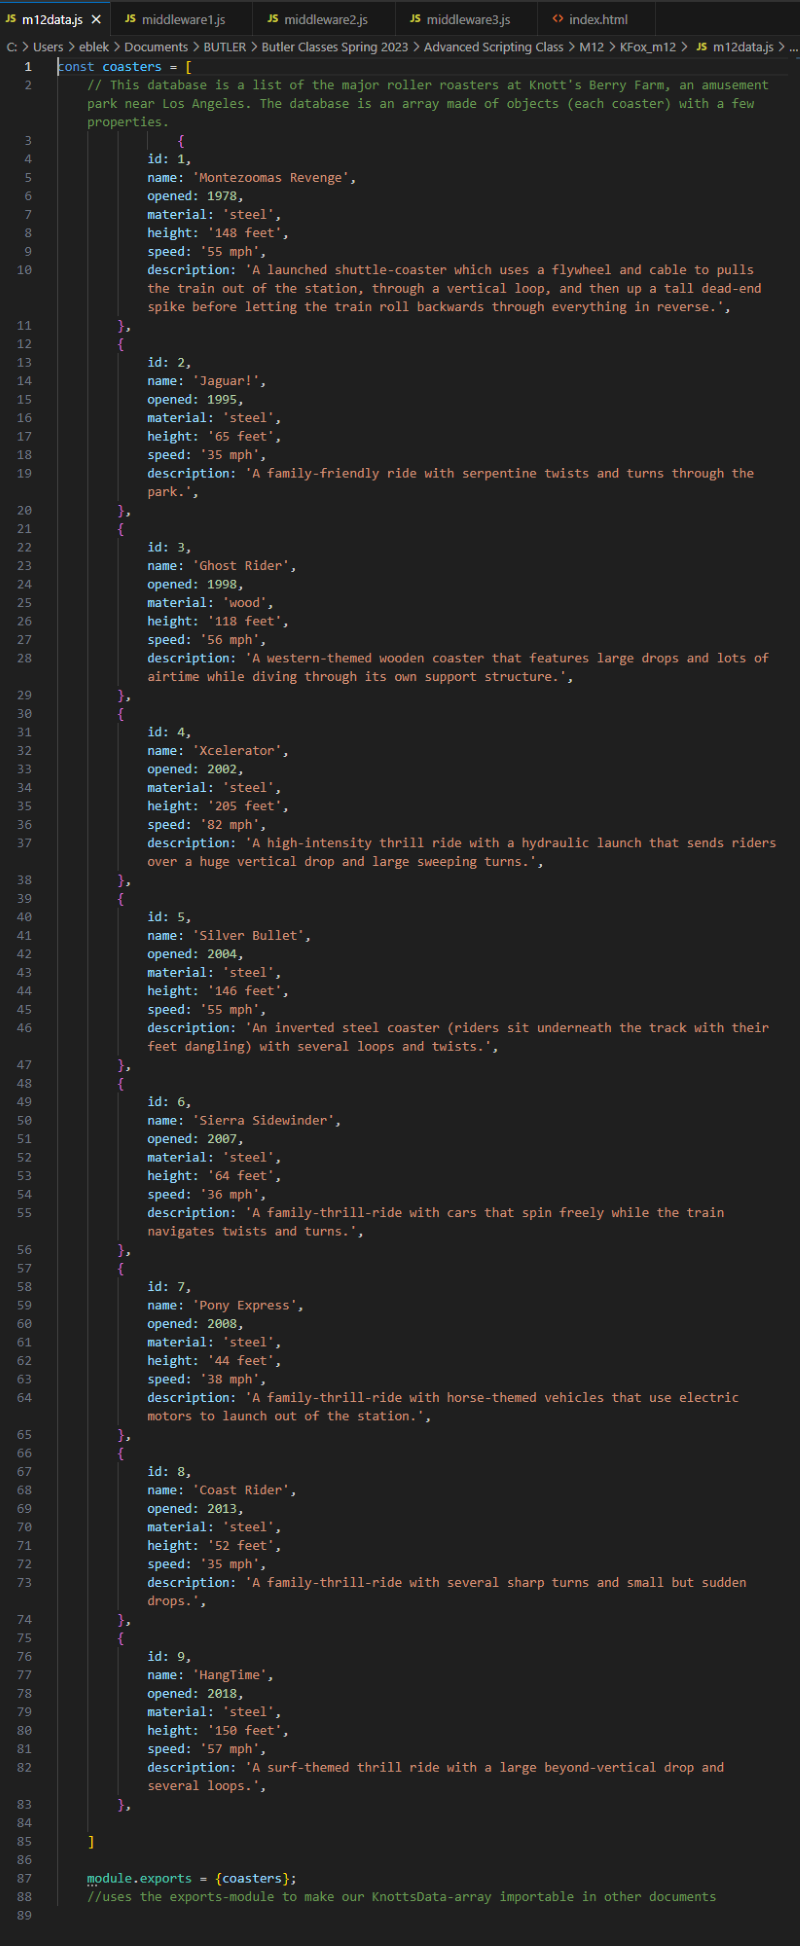 JS m12data.js × JS middleware1.js JS middleware2.js JS middleware3.js <> index.html
C: > Users > eblek > Documents > BUTLER > Butler Classes Spring 2023 > Advanced Scripting Class > M12 > KFox_m12 > JS m12data.js > ...
1 const coasters = [
2 // This database is a list of the major roller roasters at Knott's Berry Farm, an amusement
park near Los Angeles. The database is an array made of objects (each coaster) with a few
properties.
3 {
4 id: 1,
5 name: 'Montezoomas Revenge',
6 opened: 1978,
7 material: 'steel',
8 height: '148 feet',
9 speed: '55 mph',
10 description: 'A launched shuttle-coaster which uses a flywheel and cable to pulls
the train out of the station, through a vertical loop, and then up a tall dead-end
spike before letting the train roll backwards through everything in reverse.',
11 },
12 {
13 id: 2,
14 name: 'Jaguar!',
15 opened: 1995,
16 material: 'steel',
17 height: '65 feet',
18 speed: '35 mph',
19 description: 'A family-friendly ride with serpentine twists and turns through the
park.',
20 },
21 {
22 id: 3,
23 name: 'Ghost Rider',
24 opened: 1998,
25 material: 'wood',
26 height: '118 feet',
27 speed: '56 mph',
28 description: 'A western-themed wooden coaster that features large drops and lots of
airtime while diving through its own support structure.',
29 },
30 {
31 id: 4,
32 name: 'Xcelerator',
33 opened: 2002,
34 material: 'steel',
35 height: '205 feet',
36 speed: '82 mph',
37 description: 'A high-intensity thrill ride with a hydraulic launch that sends riders
over a huge vertical drop and large sweeping turns.',
38 },
39 {
40 id: 5,
41 name: 'Silver Bullet',
42 opened: 2004,
43 material: 'steel',
44 height: '146 feet',
45 speed: '55 mph',
46 description: 'An inverted steel coaster (riders sit underneath the track with their
feet dangling) with several loops and twists.',
47 },
48 {
49 id: 6,
50 name: 'Sierra Sidewinder',
51 opened: 2007,
52 material: 'steel',
53 height: '64 feet',
54 speed: '36 mph',
55 description: 'A family-thrill-ride with cars that spin freely while the train
navigates twists and turns.',
56 },
57 {
58 id: 7,
59 name: 'Pony Express',
60 opened: 2008,
61 material: 'steel',
62 height: '44 feet',
63 speed: '38 mph',
64 description: 'A family-thrill-ride with horse-themed vehicles that use electric
motors to launch out of the station.',
65 },
66 {
67 id: 8,
68 name: 'Coast Rider',
69 opened: 2013,
70 material: 'steel',
71 height: '52 feet',
72 speed: '35 mph',
73 description: 'A family-thrill-ride with several sharp turns and small but sudden
drops.',
74 },
75 {
76 id: 9,
77 name: 'HangTime',
78 opened: 2018,
79 material: 'steel',
80 height: '150 feet',
81 speed: '57 mph',
82 description: 'A surf-themed thrill ride with a large beyond-vertical drop and
several loops.',
83 },
84
85 ]
86
87 module.exports = {coasters};
88 //uses the exports-module to make our KnottsData-array importable in other documents
89